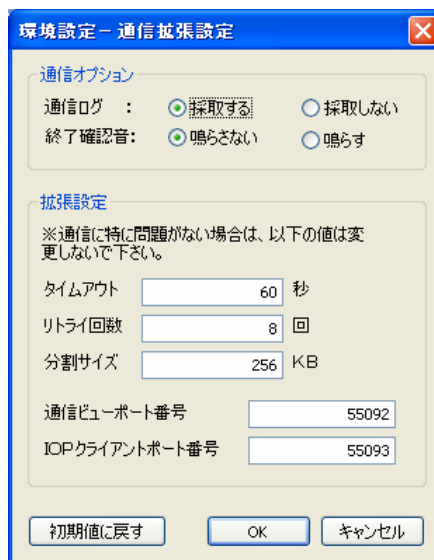 環境設定－通信拡張設定
通信オプション
通信ログ : 採取する 採取しない
終了確認音: 鳴らさない 鳴らす
拡張設定
※通信に特に問題がない場合は、以下の値は変
更しないで下さい。
タイムアウト 60 秒
リトライ回数 8 回
分割サイズ 256 KB
通信ビューポート番号 55092
IOPクライアントポート番号 55093
初期値に戻す OK キャンセル